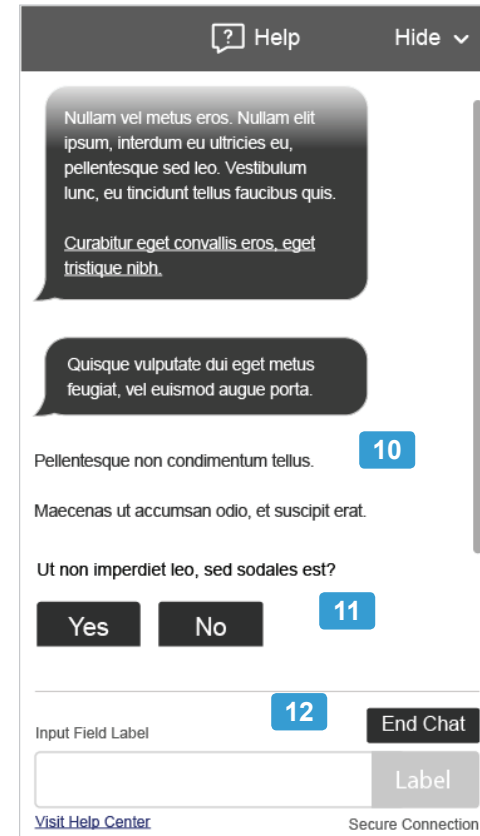 ? Help Hide
Nullam vel metus eros. Nullam elit
ipsum, interdum eu ultricies eu,
pellentesque sed leo. Vestibulum
lunc, eu tincidunt tellus faucibus quis.
Curabitur eget convallis eros, eget
tristique nibh.
Quisque vulputate dui eget metus
feugiat, vel euismod augue porta.
10
Pellentesque non condimentum tellus.
Maecenas ut accumsan odio, et suscipit erat.
Ut non imperdiet leo, sed sodales est?
Yes No 11
12
Input Field Label End Chat
Label
Visit Help Center Secure Connection